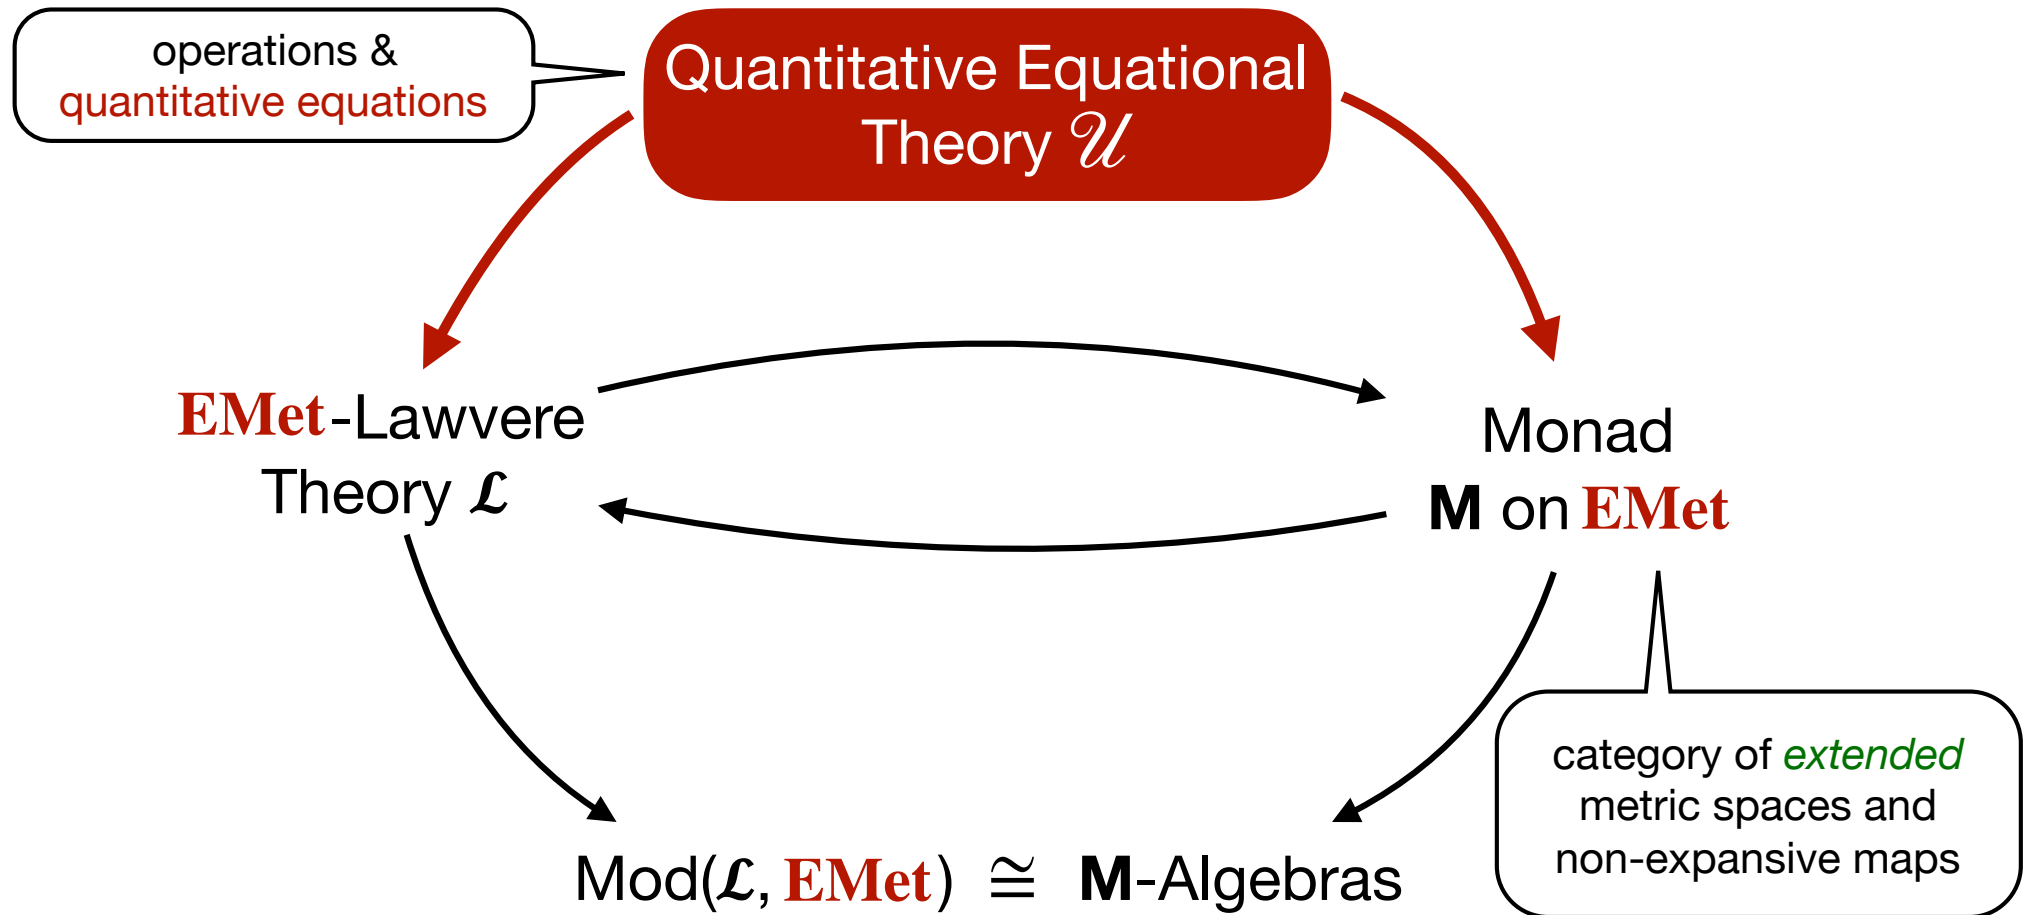 operations &
quantitative equations
Quantitative Equational
Theory 𝒰
EMet-Lawvere
Theory ℒ
Monad
M on EMet
category of extended
metric spaces and
non-expansive maps
Mod(ℒ, EMet) ≅ M-Algebras